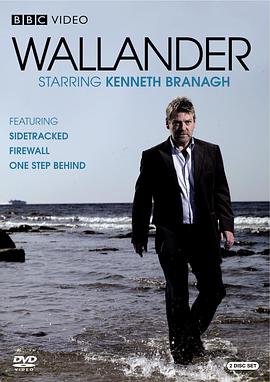 BBC VIDEO
WALLANDER
STARRING KENNETH BRANAGH
FEATURING
SIDETRACKED
FIREWALL
ONE STEP BEHIND
DVD
VIDEO
2 DISC SET